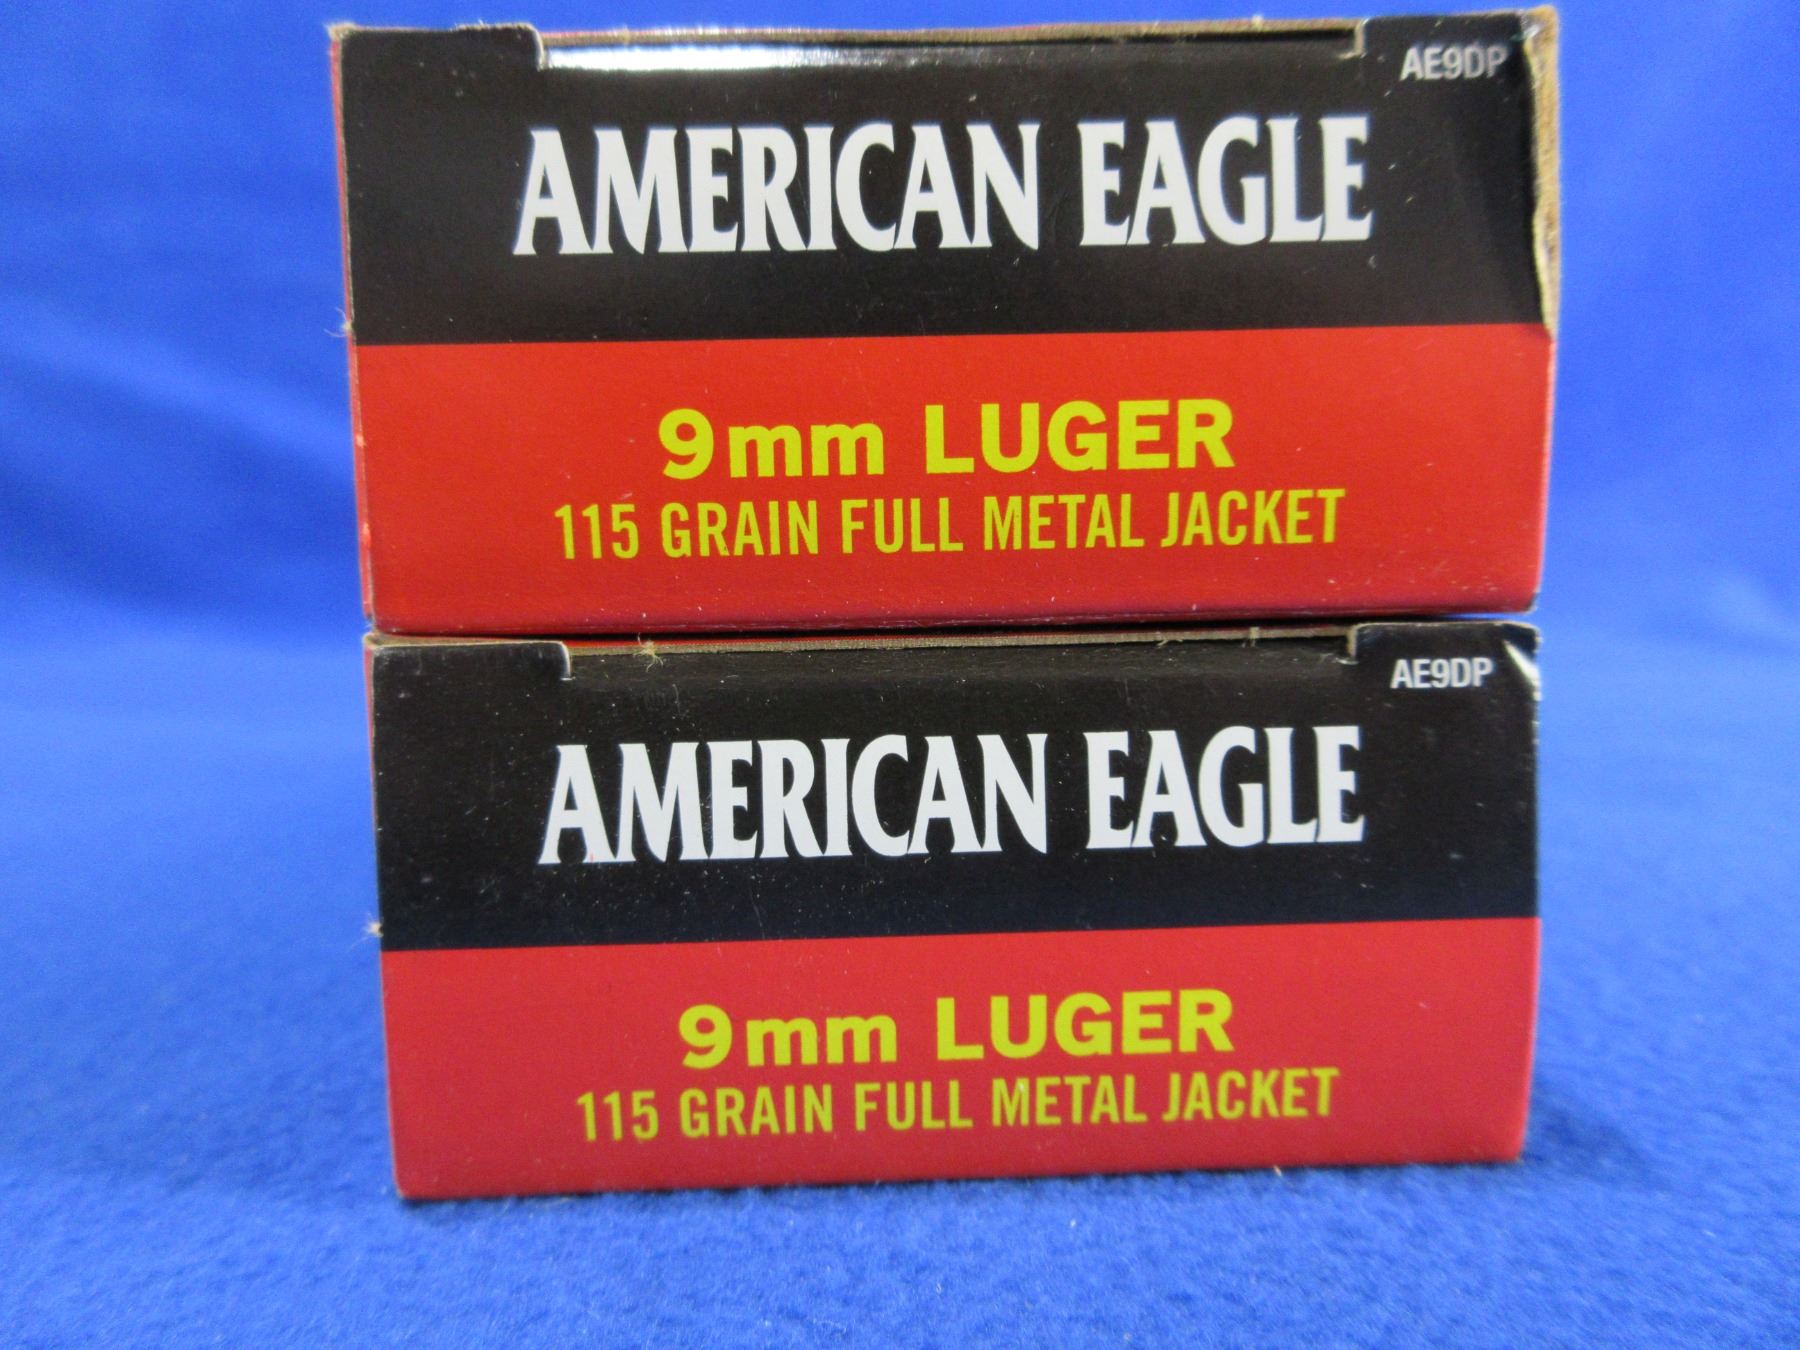 AE9DP
AMERICAN EAGLE
9mm LUGER
115 GRAIN FULL METAL JACKET
AE9DP
AMERICAN EAGLE
9mm LUGER
115 GRAIN FULL METAL JACKET